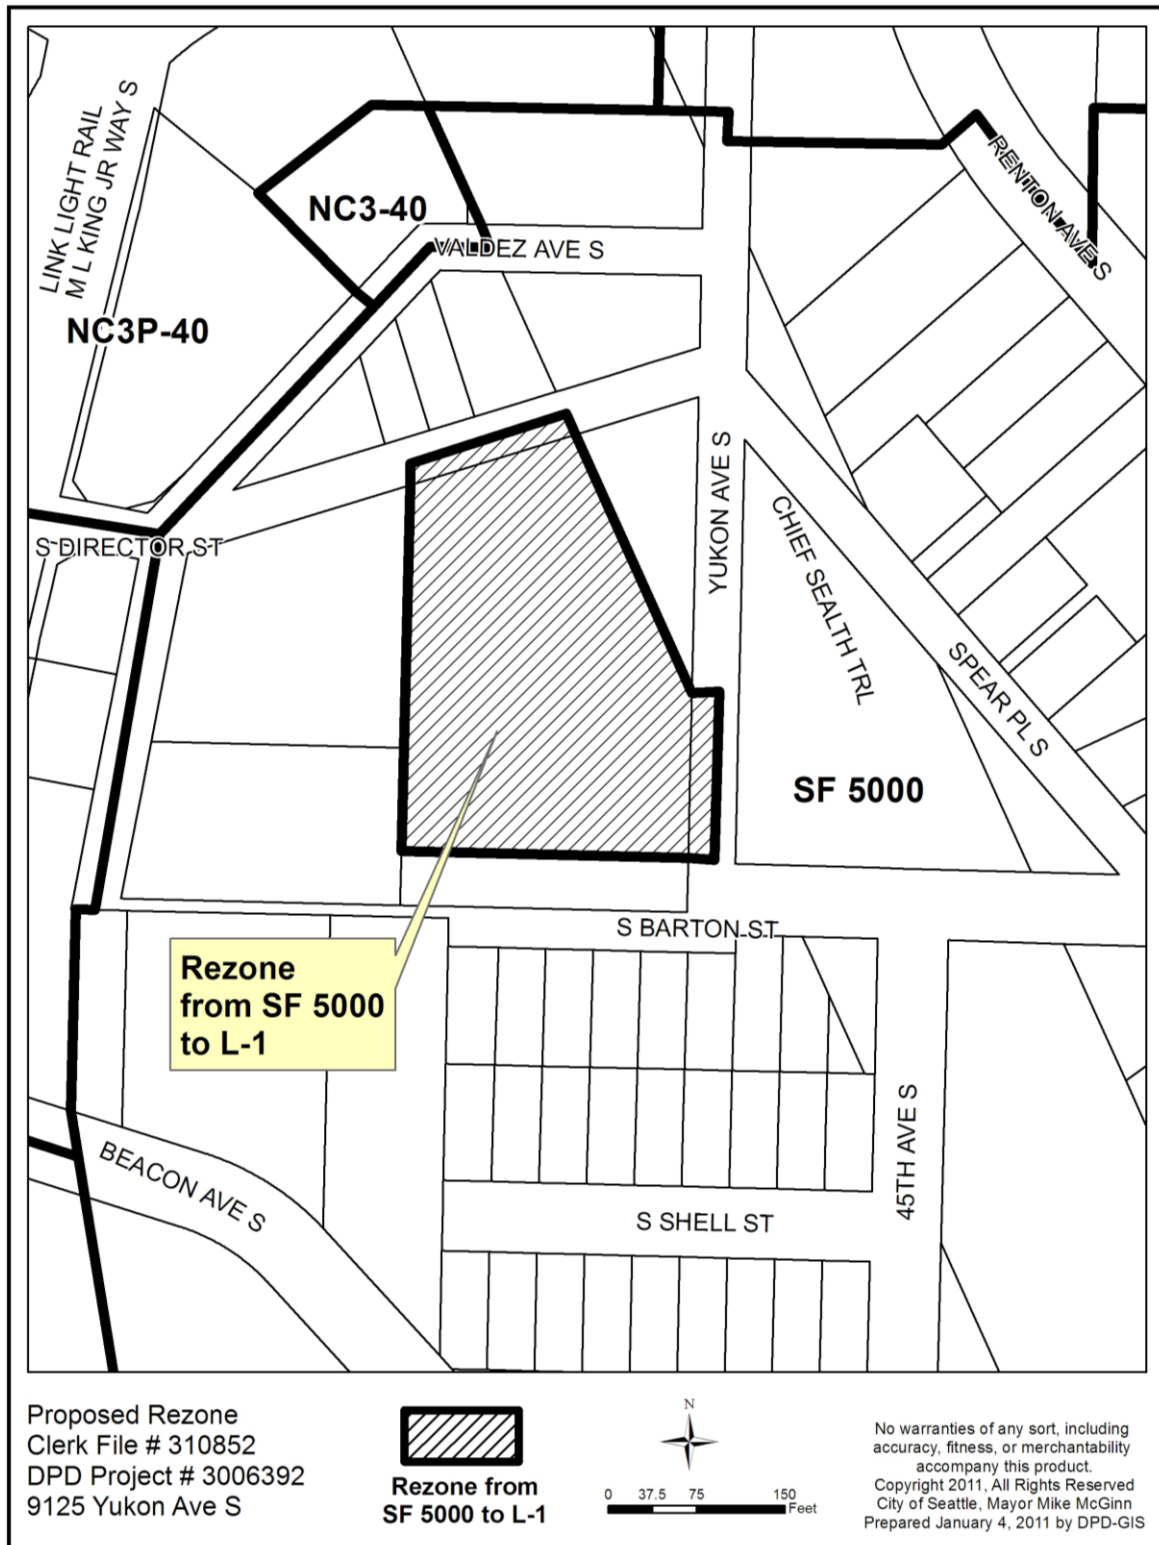 LINK LIGHT RAIL
M L KING JR WAY S
NC3-40
VALDEZ AVE S
RENTON AVE S
NC3P-40
S DIRECTOR ST
YUKON AVE S
CHIEF SEALTH TRL
SPEAR PL S
SF 5000
S BARTON ST
Rezone
from SF 5000
to L-1
BEACON AVE S
45TH AVE S
S SHELL ST
Proposed Rezone
Clerk File # 310852
DPD Project # 3006392
9125 Yukon Ave S
Rezone from
SF 5000 to L-1
N
0 37.5 75 150
Feet
No warranties of any sort, including
accuracy, fitness, or merchantability
accompany this product.
Copyright 2011, All Rights Reserved
City of Seattle, Mayor Mike McGinn
Prepared January 4, 2011 by DPD-GIS